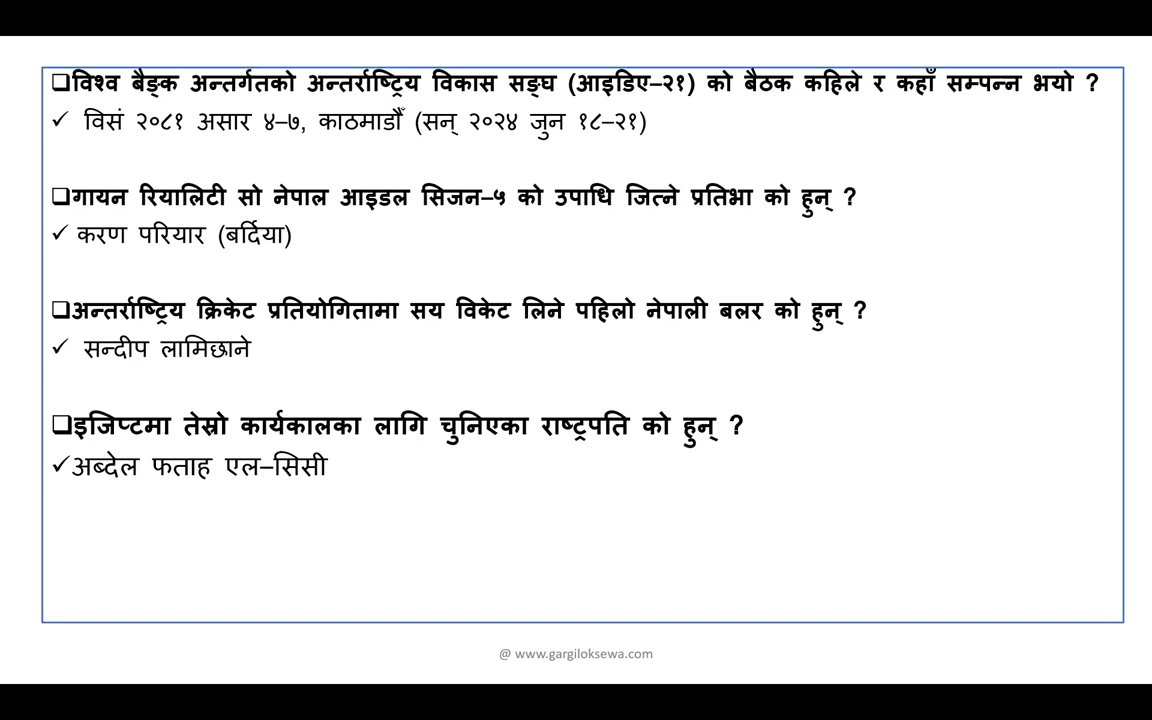 ❑विश्व बैङ्क अन्तर्गतको अन्तर्राष्ट्रिय विकास सङ्घ (आइडिए–२१) को बैठक कहिले र कहाँ सम्पन्न भयो ?
✓ विसं २०८१ असार ४–७, काठमाडौँ (सन् २०२४ जुन १८–२१)
❑गायन रियालिटी सो नेपाल आइडल सिजन–५ को उपाधि जित्ने प्रतिभा को हुन् ?
✓ करण परियार (बर्दिया)
❑अन्तर्राष्ट्रिय क्रिकेट प्रतियोगितामा सय विकेट लिने पहिलो नेपाली बलर को हुन् ?
✓ सन्दीप लामिछाने
❑इजिप्टमा तेस्रो कार्यकालका लागि चुनिएका राष्ट्रपति को हुन् ?
✓अब्देल फताह एल–सिसी
@ www.gargiloksewa.com